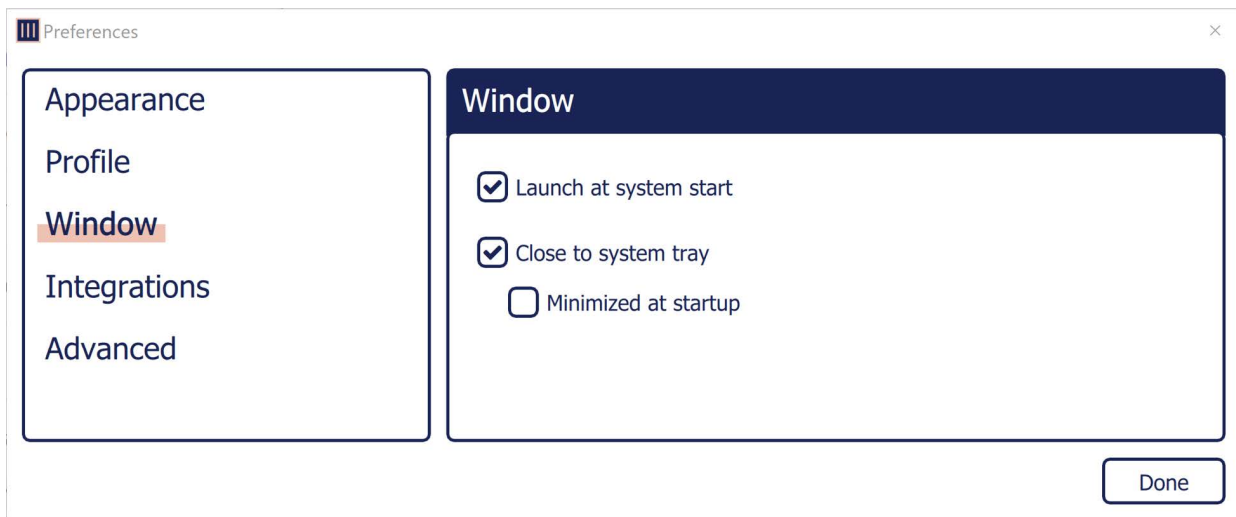 Preferences
Appearance
Profile
Window
Integrations
Advanced
Window
Launch at system start
Close to system tray
Minimized at startup
Done